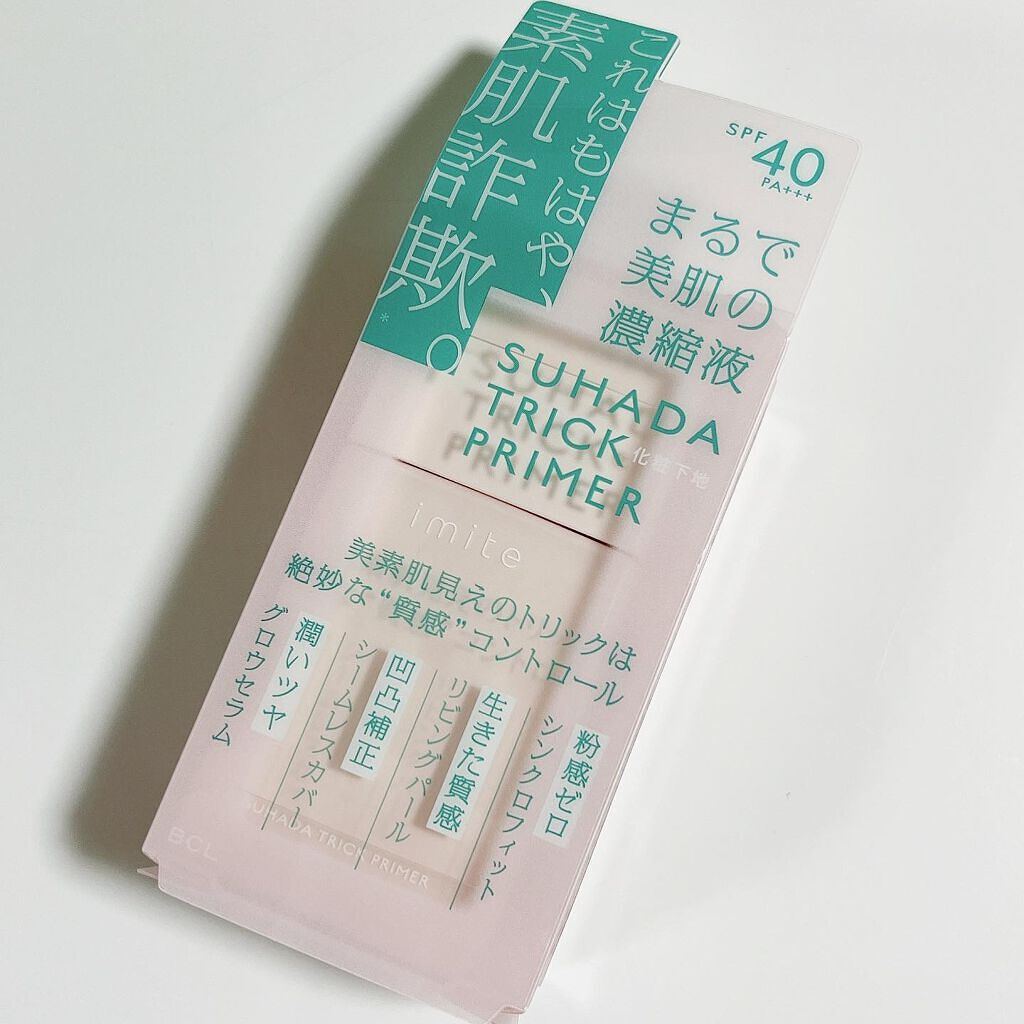 これはもはや、
素肌詐欺。
*
SPF
40
PA+++
まるで
美肌の
濃縮液
SUHADA
TRICK
PRIMER
化粧下地
imite
美素肌見えのトリックは
絶妙な“質感”コントロール
粉感ゼロ
シンクロフィット
生きた質感
リビングパール
凹凸補正
シームレスカバー
潤いツヤ
グロウセラム
SUHADA TRICK PRIMER
BCL